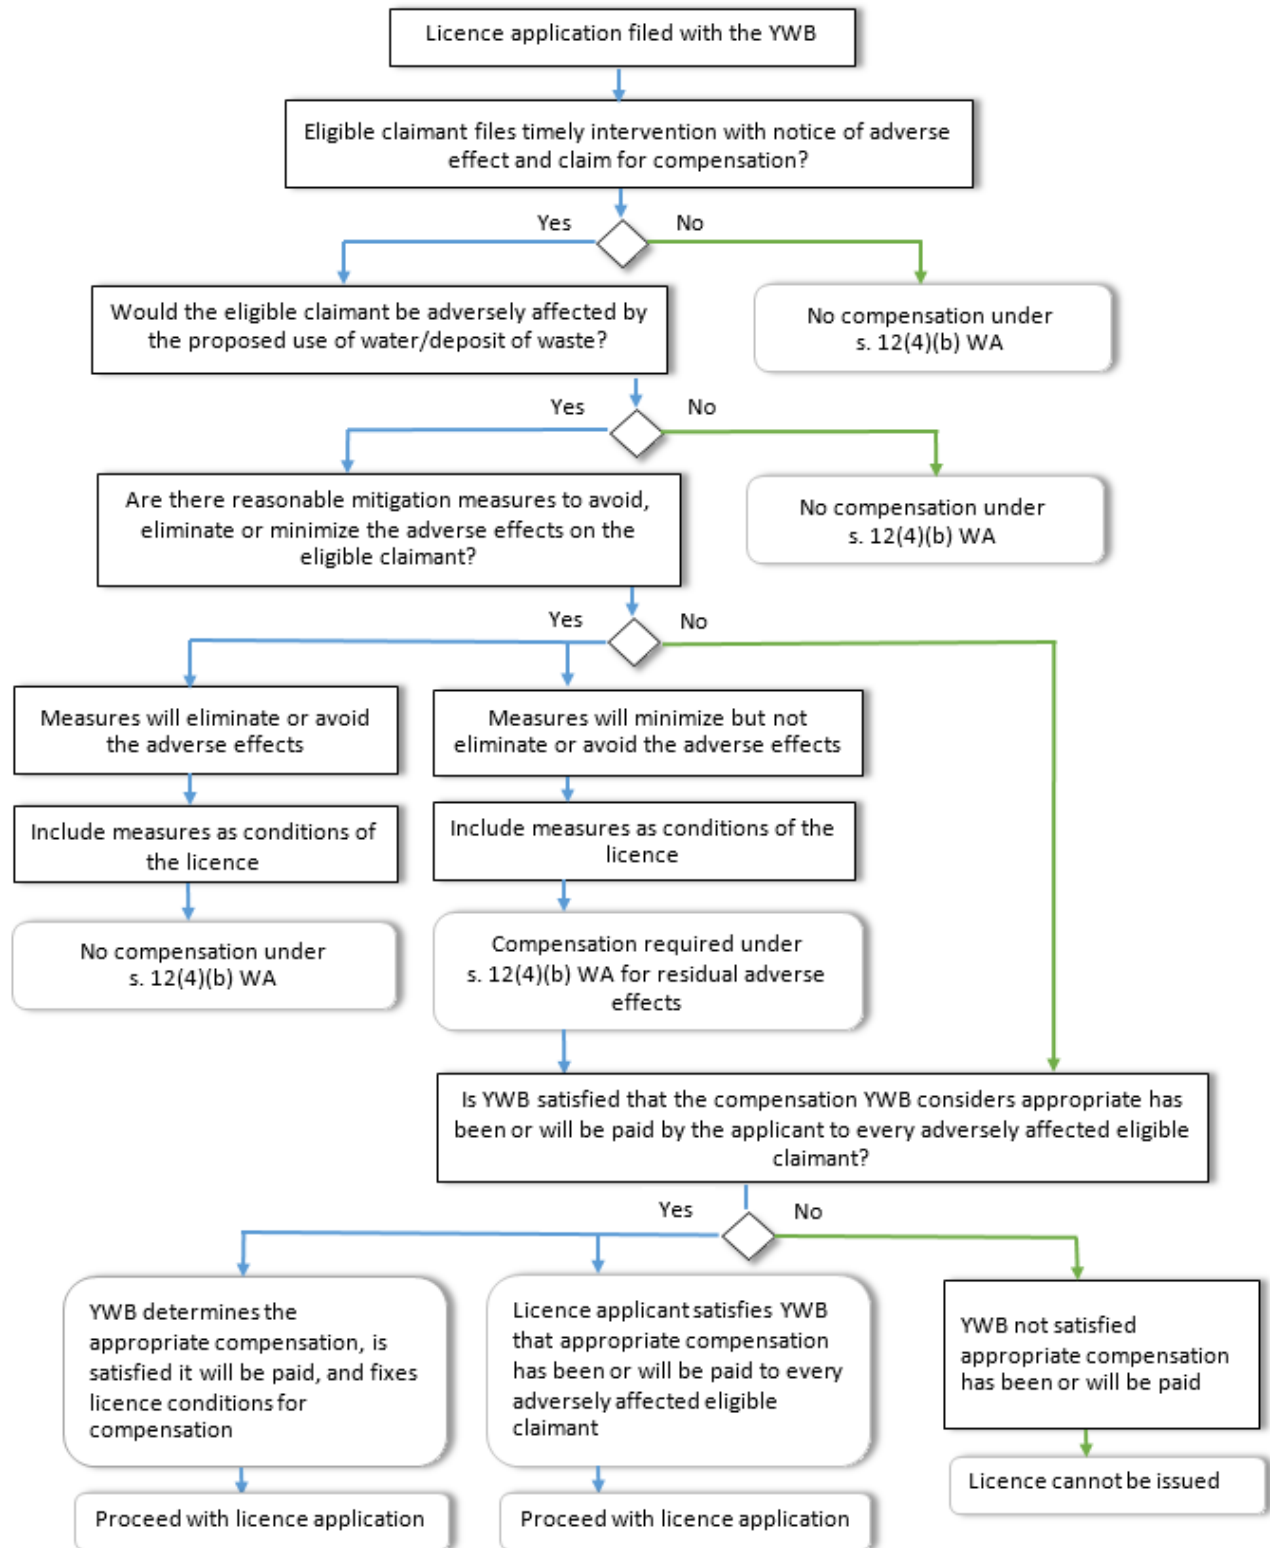 Licence application filed with the YWB
Eligible claimant files timely intervention with notice of adverse
effect and claim for compensation?
Yes
No
Would the eligible claimant be adversely affected by
the proposed use of water/deposit of waste?
No compensation under
s. 12(4)(b) WA
Yes
No
Are there reasonable mitigation measures to avoid,
eliminate or minimize the adverse effects on the
eligible claimant?
No compensation under
s. 12(4)(b) WA
Yes
No
Measures will eliminate or avoid
the adverse effects
Measures will minimize but not
eliminate or avoid the adverse effects
Include measures as conditions of
the licence
Include measures as conditions of the
licence
No compensation under
s. 12(4)(b) WA
Compensation required under
s. 12(4)(b) WA for residual adverse
effects
Is YWB satisfied that the compensation YWB considers appropriate has
been or will be paid by the applicant to every adversely affected eligible
claimant?
Yes
No
YWB determines the
appropriate compensation, is
satisfied it will be paid, and fixes
licence conditions for
compensation
Licence applicant satisfies YWB
that appropriate compensation
has been or will be paid to every
adversely affected eligible
claimant
YWB not satisfied
appropriate compensation
has been or will be paid
Proceed with licence application
Proceed with licence application
Licence cannot be issued